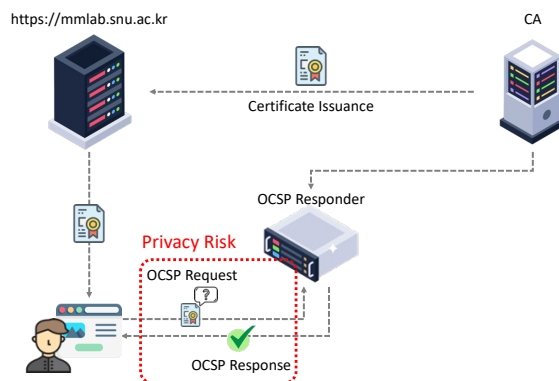 https://mmlab.snu.ac.kr
CA
Certificate Issuance
OCSP Responder
Privacy Risk
OCSP Request
?
OCSP Response